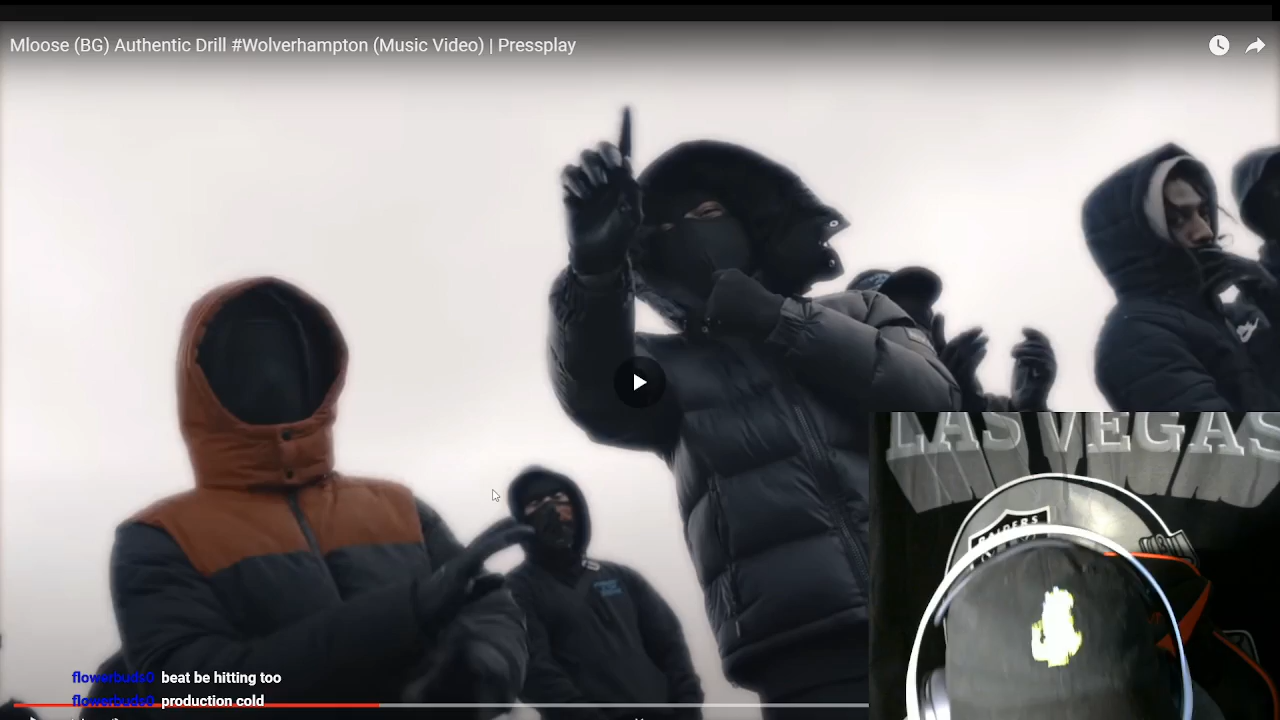 Mloose (BG) Authentic Drill #Wolverhampton (Music Video) | Pressplay
LAS VEGAS
RAIDERS
flowerbuds0 beat be hitting too
flowerbuds0 production cold